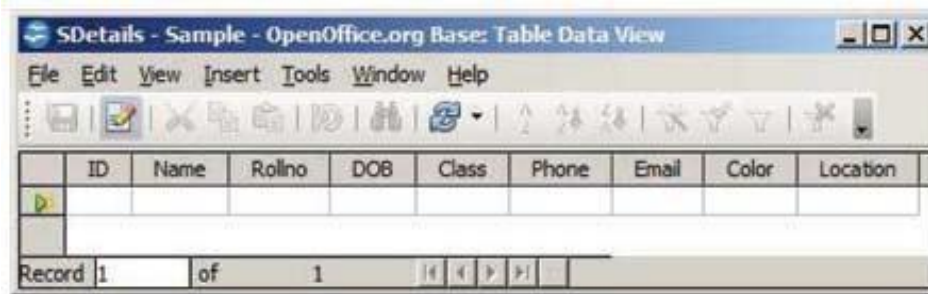 SDetails - Sample - OpenOffice.org Base: Table Data View
File Edit View Insert Tools Window Help
ID Name Rollno DOB Class Phone Email Color Location
Record 1 of 1